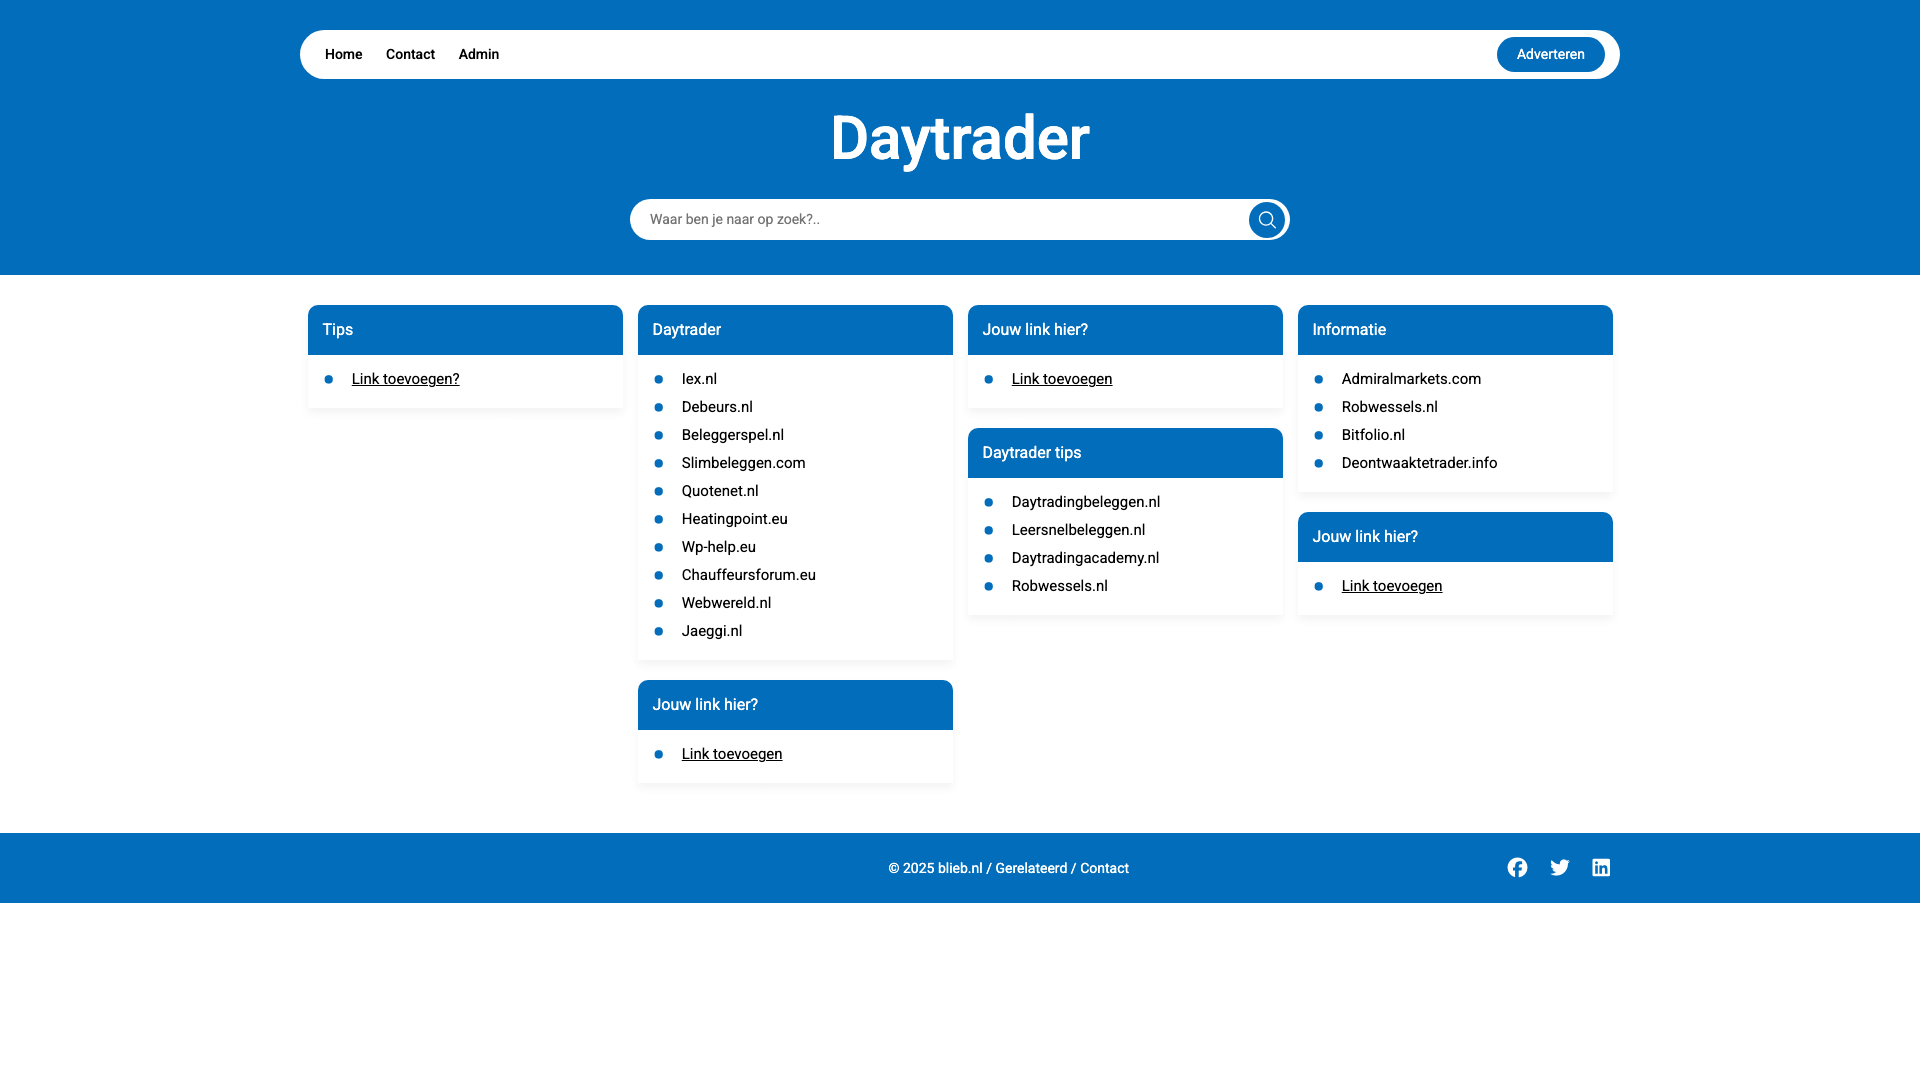 Home
Contact
Admin
Adverteren
Daytrader
Waar ben je naar op zoek?..
Tips
Link toevoegen?
Daytrader
Iex.nl
Debeurs.nl
Beleggerspel.nl
Slimbeleggen.com
Quotenet.nl
Heatingpoint.eu
Wp-help.eu
Chauffeursforum.eu
Webwereld.nl
Jaeggi.nl
Jouw link hier?
Link toevoegen
Jouw link hier?
Link toevoegen
Daytrader tips
Daytradingbeleggen.nl
Leersnelbeleggen.nl
Daytradingacademy.nl
Robwessels.nl
Informatie
Admiralmarkets.com
Robwessels.nl
Bitfolio.nl
Deontwaaktetrader.info
Jouw link hier?
Link toevoegen
© 2025 blieb.nl / Gerelateerd / Contact